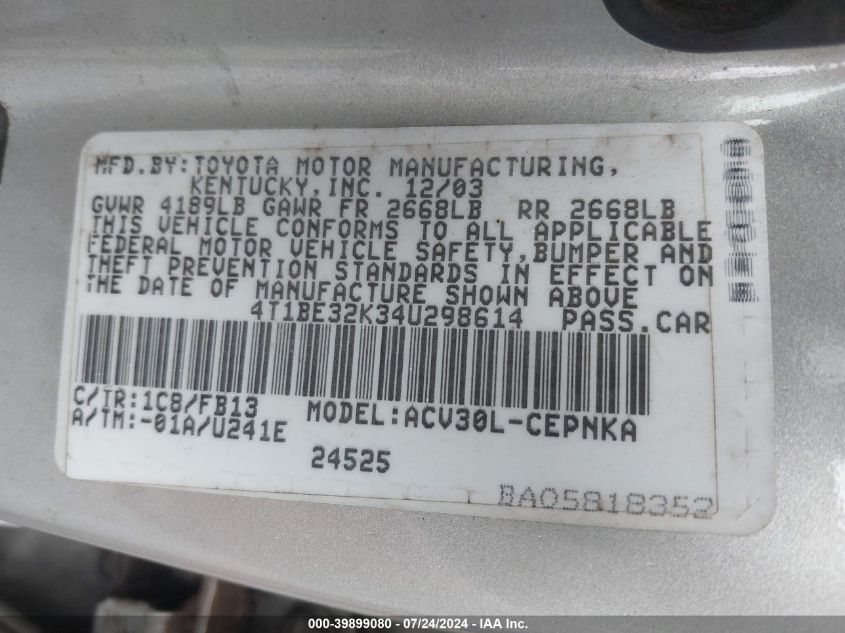 MFD.BY:TOYOTA MOTOR MANUFACTURING,
KENTUCKY,INC. 12/03
GVWR 4189LB GAWR FR 2668LB RR 2668LB
THIS VEHICLE CONFORMS TO ALL APPLICABLE
FEDERAL MOTOR VEHICLE SAFETY,BUMPER AND
THEFT PREVENTION STANDARDS IN EFFECT ON
THE DATE OF MANUFACTURE SHOWN ABOVE
4T1BE32K34U298614 PASS.CAR
C/TR:1C8/FB13 MODEL:ACV30L-CEPNKA
A/TM:-01A/U241E
24525
BA05818352
000-39899080 - 07/24/2024 - IAA Inc.